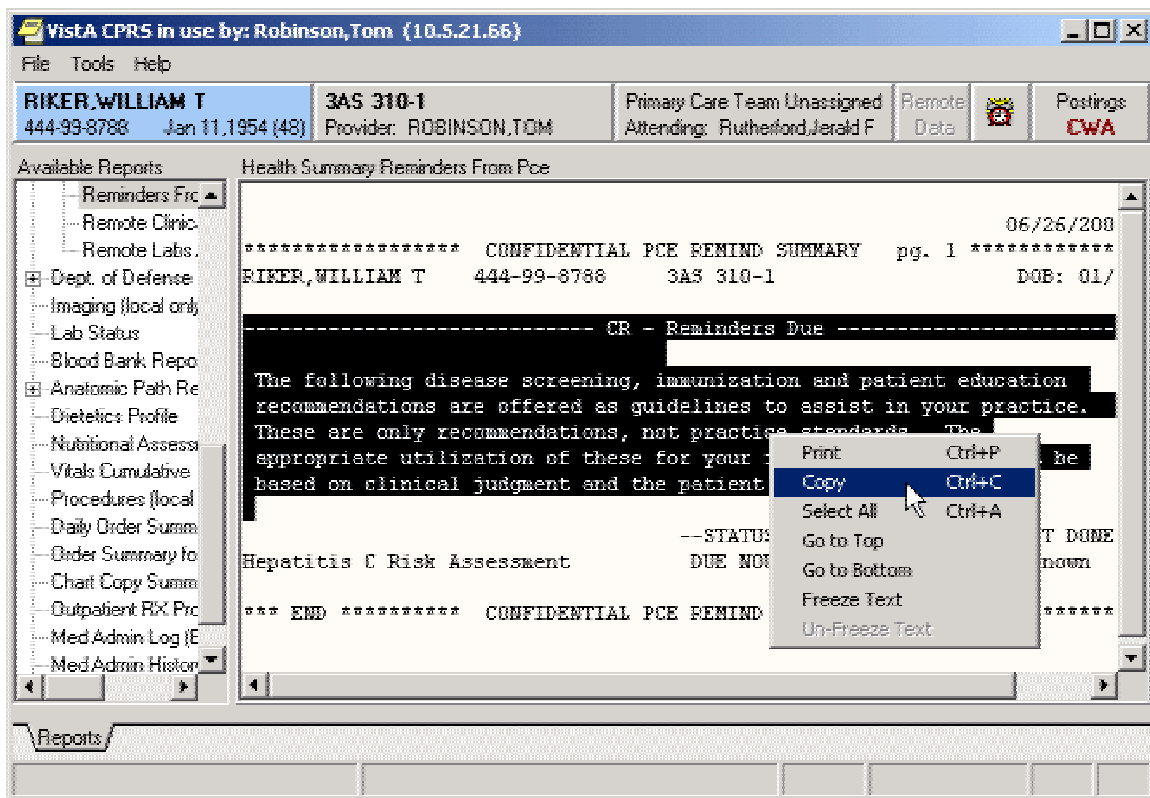 VistA CPRS in use by: Robinson,Tom (10.5.21.66)
File Tools Help
RIKER,WILLIAM T
444-99-8788 Jan 11,1954 (48)
3AS 310-1
Provider: ROBINSON,TOM
Primary Care Team Unassigned
Attending: Rutherford,Jerald F
Remote
Data
Postings
CWA
Available Reports
Reminders Frc
Remote Clinic
Remote Labs
Dept. of Defense
Imaging (local only
Lab Status
Blood Bank Repo
Anatomic Path Re
Dietetics Profile
Nutritional Assess
Vitals Cumulative
Procedures (local
Daily Order Summ
Order Summary fo
Chart Copy Summ
Outpatient RX Pro
Med Admin Log (B
Med Admin Histor
Health Summary Reminders From Pce
06/26/200
****************** CONFIDENTIAL PCE REMIND SUMMARY pg. 1 ************
RIKER,WILLIAM T 444-99-8788 3AS 310-1 DOB: 01/
----------------------------- CR - Reminders Due -----------------------
The following disease screening, immunization and patient education
recommendations are offered as guidelines to assist in your practice.
These are only recommendations, not practice standards. The
appropriate utilization of these for your be
based on clinical judgment and the patient
--STATUS T DONE
Hepatitis C Risk Assessment DUE NOW nown
*** END ********** CONFIDENTIAL PCE REMIND ******
Print Ctrl+P
Copy Ctrl+C
Select All Ctrl+A
Go to Top
Go to Bottom
Freeze Text
Un-Freeze Text
Reports